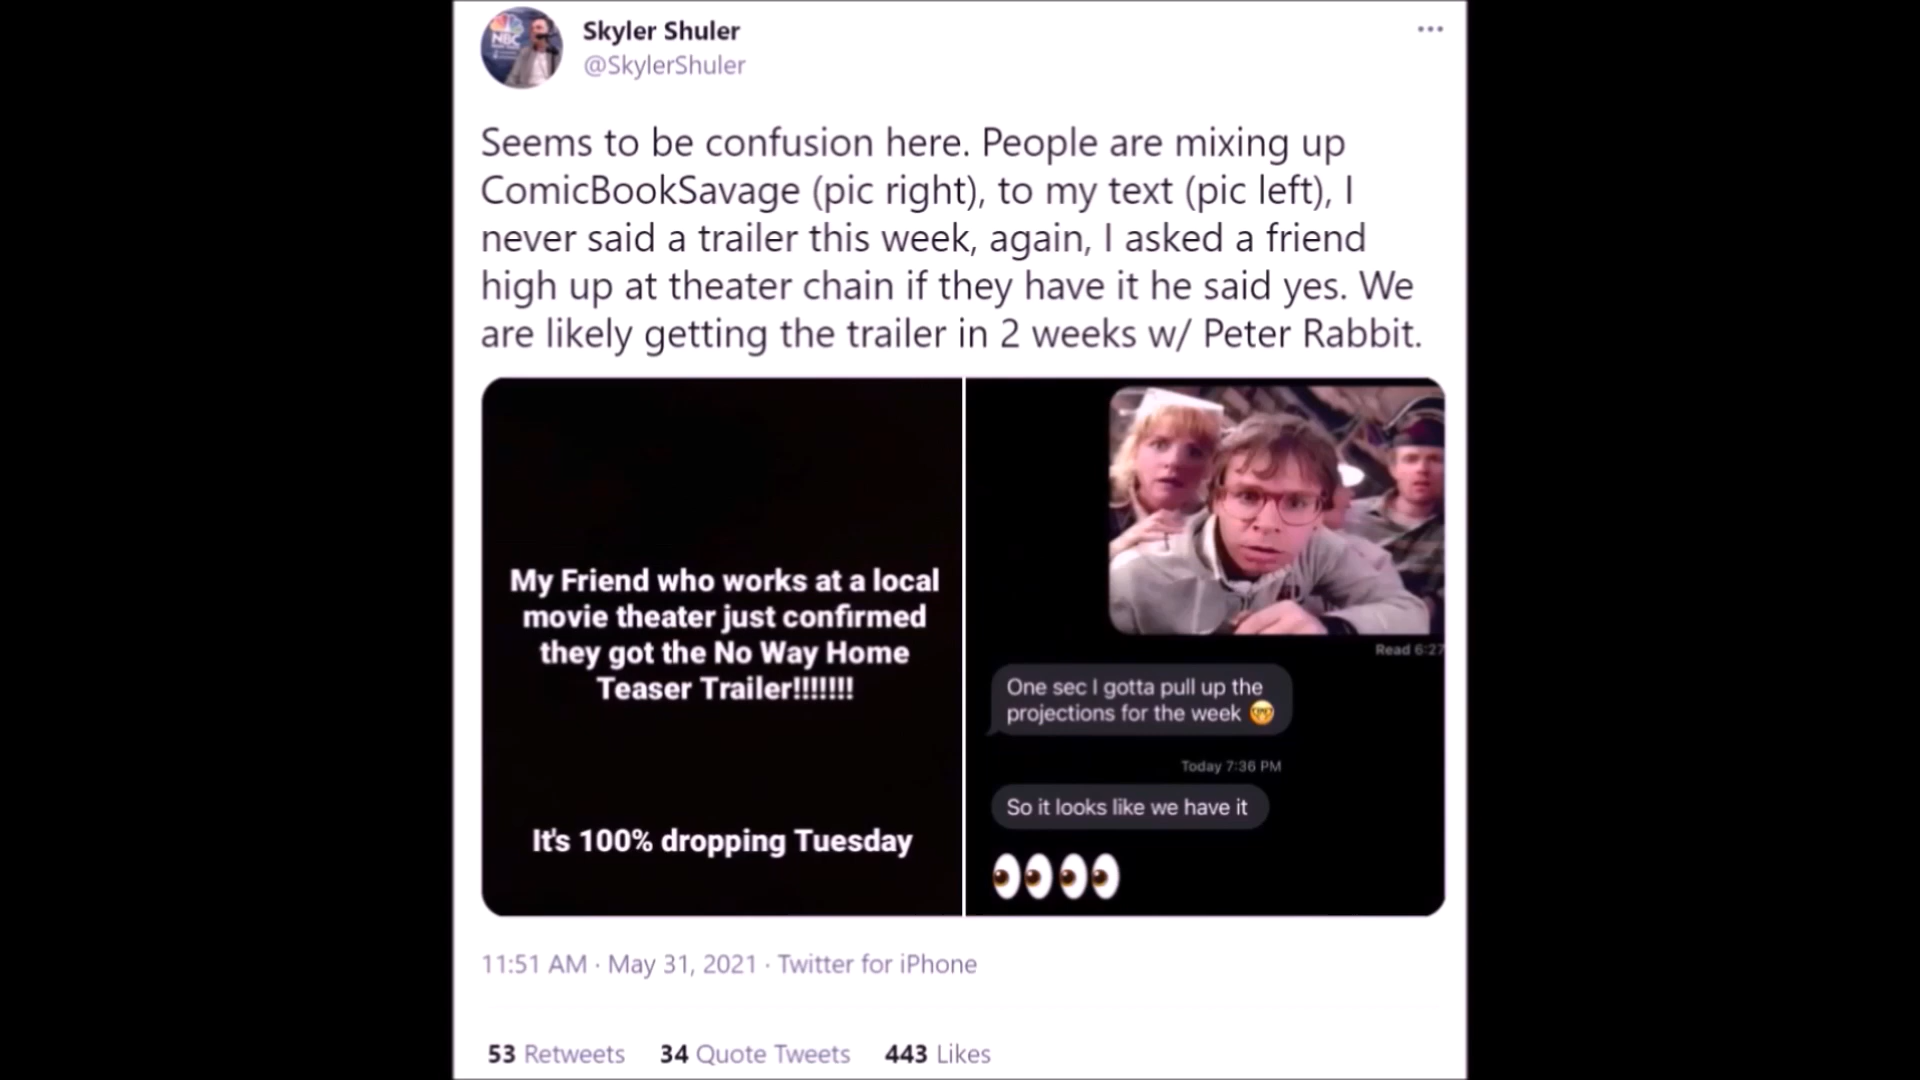 NBC
Skyler Shuler
@SkylerShuler
Seems to be confusion here. People are mixing up
ComicBookSavage (pic right), to my text (pic left), I
never said a trailer this week, again, I asked a friend
high up at theater chain if they have it he said yes. We
are likely getting the trailer in 2 weeks w/ Peter Rabbit.
My Friend who works at a local
movie theater just confirmed
they got the No Way Home
Teaser Trailer!!!!!!!
It's 100% dropping Tuesday
Read 6:27
One sec I gotta pull up the
projections for the week 🤓
Today 7:36 PM
So it looks like we have it
👀👀
11:51 AM · May 31, 2021 · Twitter for iPhone
53 Retweets 34 Quote Tweets 443 Likes